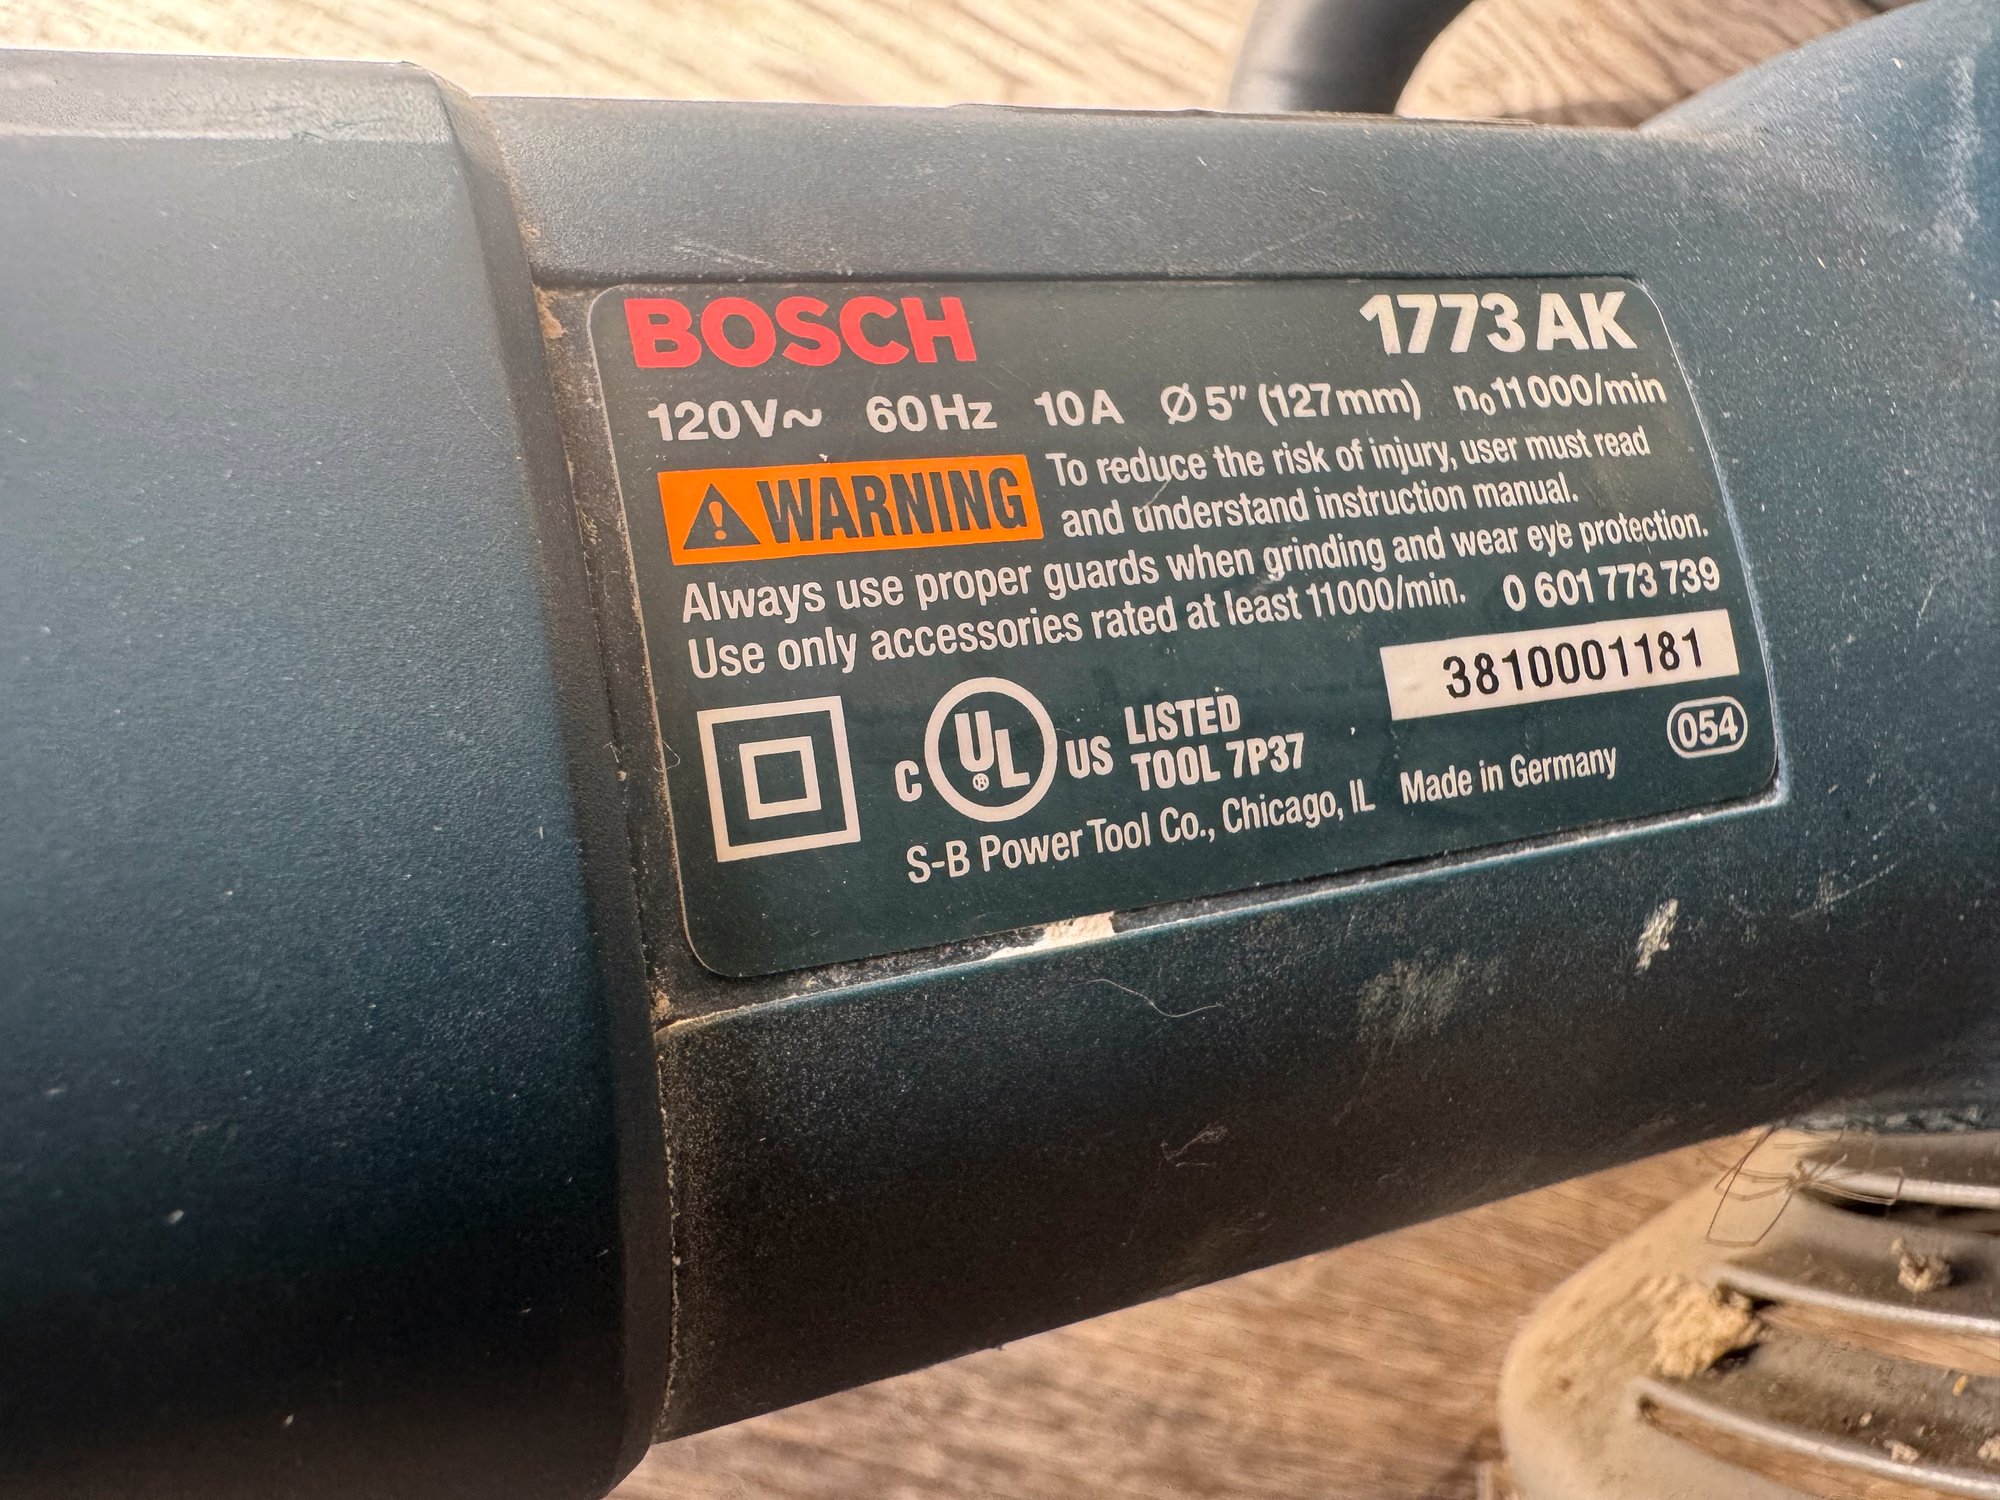 BOSCH 1773AK
120V~ 60Hz 10A Ø5" (127mm) n₀11000/min
⚠WARNING To reduce the risk of injury, user must read
and understand instruction manual.
Always use proper guards when grinding and wear eye protection.
Use only accessories rated at least 11000/min. 0 601 773 739
3810001181
C UL® US LISTED
TOOL 7P37
054
S-B Power Tool Co., Chicago, IL Made in Germany